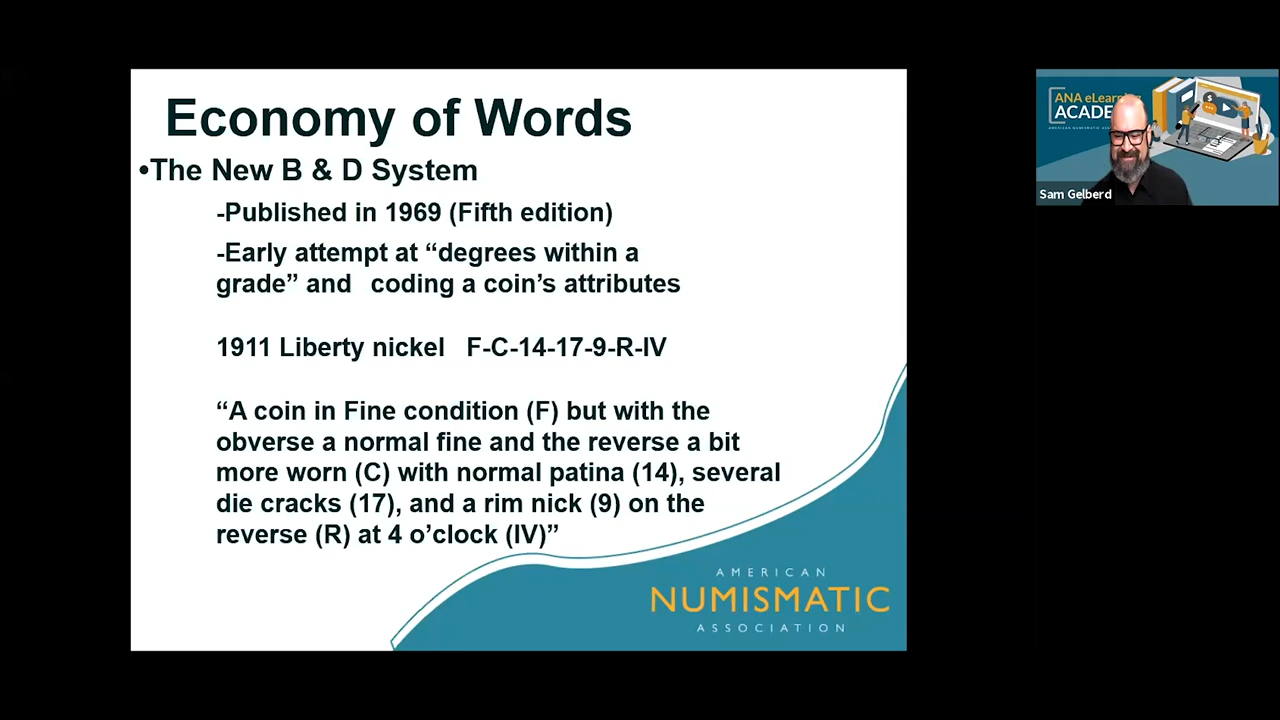 Economy of Words
•The New B & D System
-Published in 1969 (Fifth edition)
-Early attempt at “degrees within a
grade” and coding a coin’s attributes
1911 Liberty nickel F-C-14-17-9-R-IV
“A coin in Fine condition (F) but with the
obverse a normal fine and the reverse a bit
more worn (C) with normal patina (14), several
die cracks (17), and a rim nick (9) on the
reverse (R) at 4 o’clock (IV)”
AMERICAN
NUMISMATIC
ASSOCIATION
ANA eLearn
ACADE
Sam Gelberd